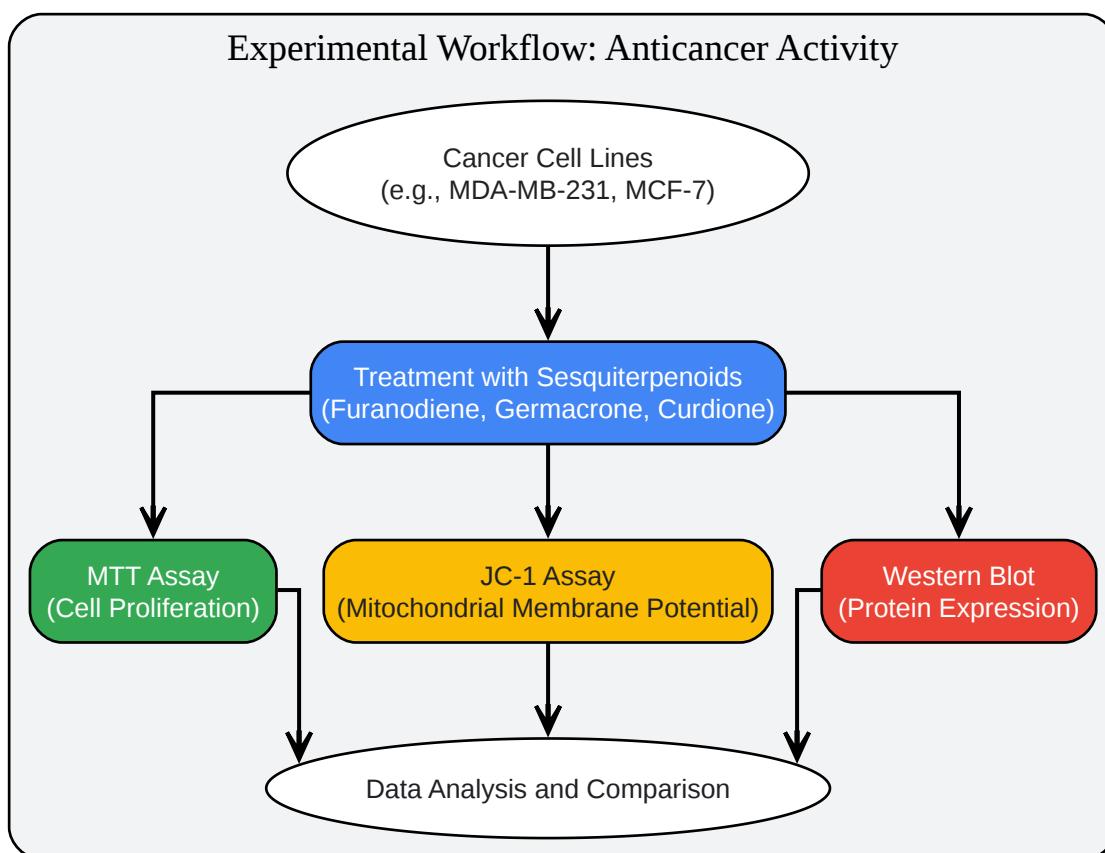 Experimental Workflow: Anticancer Activity
Cancer Cell Lines
(e.g., MDA-MB-231, MCF-7)
Treatment with Sesquiterpenoids
(Furanodiene, Germacrone, Curdione)
MTT Assay
(Cell Proliferation)
JC-1 Assay
(Mitochondrial Membrane Potential)
Western Blot
(Protein Expression)
Data Analysis and Comparison